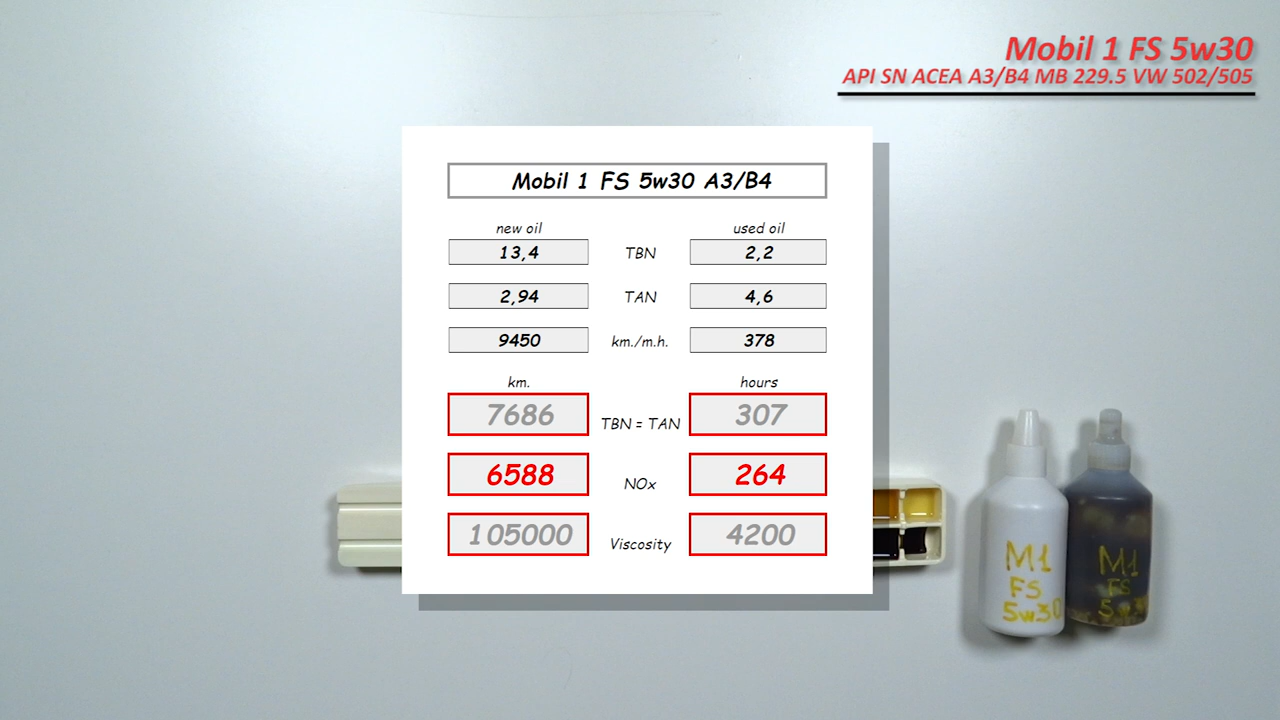 Mobil 1 FS 5w30
API SN ACEA A3/B4 MB 229.5 VW 502/505
Mobil 1 FS 5w30 A3/B4
new oil used oil
13,4 TBN 2,2
2,94 TAN 4,6
9450 km./m.h. 378
km. hours
7686 TBN = TAN 307
6588 NOx 264
105000 Viscosity 4200
M1 M1
FS FS
5w30 5w30